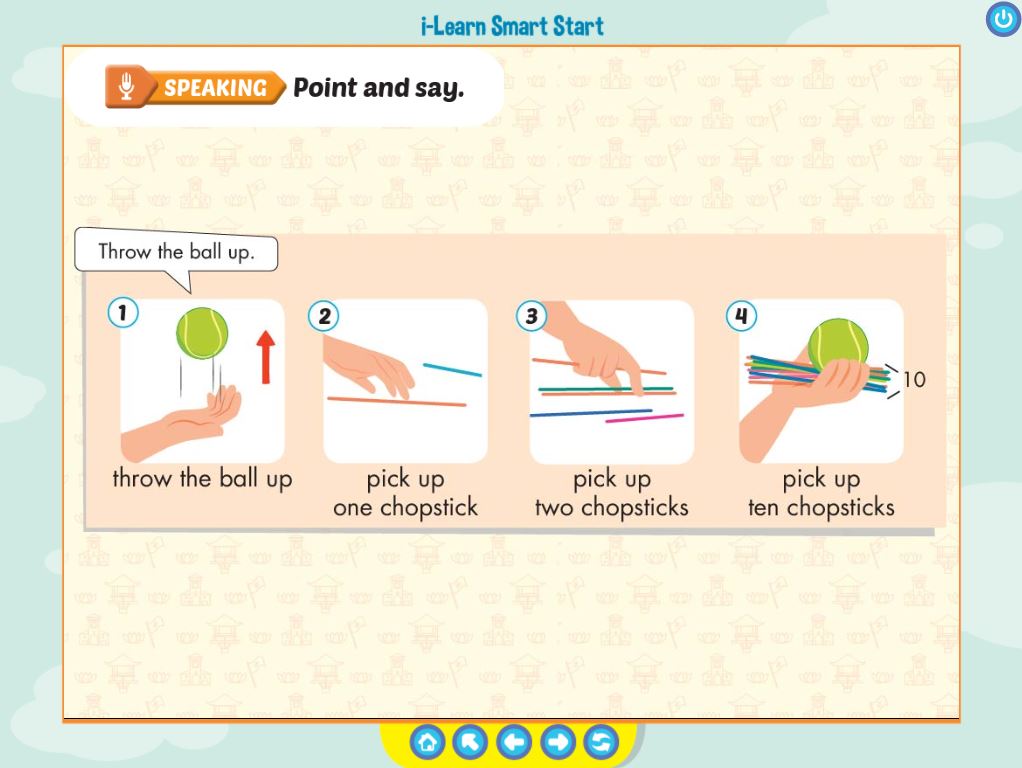 i-Learn Smart Start
SPEAKING Point and say.
Throw the ball up.
1
throw the ball up
2
pick up
one chopstick
3
pick up
two chopsticks
4
10
pick up
ten chopsticks